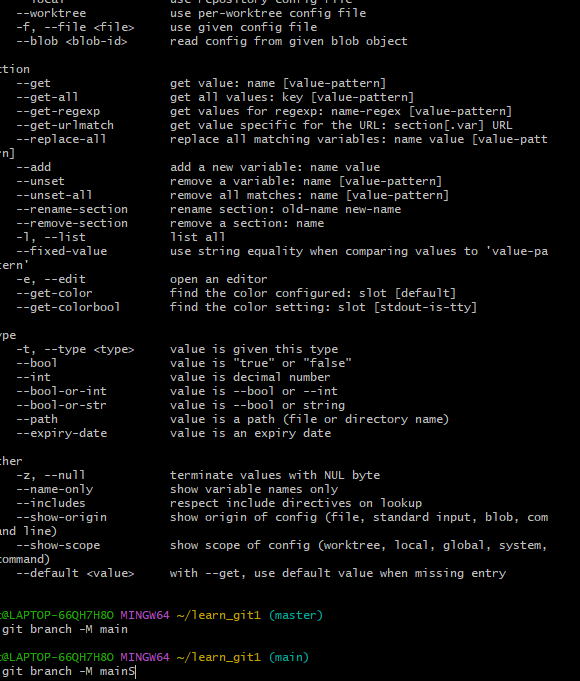 --local use repository config file
--worktree use per-worktree config file
-f, --file <file> use given config file
--blob <blob-id> read config from given blob object
ction
--get get value: name [value-pattern]
--get-all get all values: key [value-pattern]
--get-regexp get values for regexp: name-regex [value-pattern]
--get-urlmatch get value specific for the URL: section[.var] URL
--replace-all replace all matching variables: name value [value-patt
rn]
--add add a new variable: name value
--unset remove a variable: name [value-pattern]
--unset-all remove all matches: name [value-pattern]
--rename-section rename section: old-name new-name
--remove-section remove a section: name
-l, --list list all
--fixed-value use string equality when comparing values to 'value-pa
tern'
-e, --edit open an editor
--get-color find the color configured: slot [default]
--get-colorbool find the color setting: slot [stdout-is-tty]
ype
-t, --type <type> value is given this type
--bool value is "true" or "false"
--int value is decimal number
--bool-or-int value is --bool or --int
--bool-or-str value is --bool or string
--path value is a path (file or directory name)
--expiry-date value is an expiry date
ther
-z, --null terminate values with NUL byte
--name-only show variable names only
--includes respect include directives on lookup
--show-origin show origin of config (file, standard input, blob, com
and line)
--show-scope show scope of config (worktree, local, global, system,
command)
--default <value> with --get, use default value when missing entry
@LAPTOP-66QH7H8O MINGW64 ~/learn_git1 (master)
git branch -M main
@LAPTOP-66QH7H8O MINGW64 ~/learn_git1 (main)
git branch -M mainS